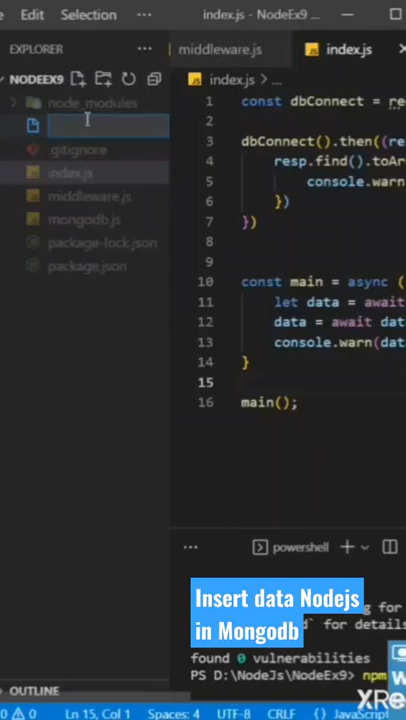 Edit Selection ··· index.js - NodeEx9 ...
EXPLORER ···
middleware.js
index.js
NODEEX9
index.js > ...
node_modules
.gitignore
index.js
middleware.js
mongodb.js
package-lock.json
package.json
1 const dbConnect = re
2
3 dbConnect().then((re
4 resp.find().toAr
5 console.warn
6 })
7 })
8
9
10 const main = async (
11 let data = await
12 data = await dat
13 console.warn(dat
14 }
15
16 main();
··· powershell
Insert data Nodejs
in Mongodb
ng for
d` for details
found 0 vulnerabilities
PS D:\NodeJs\NodeEx9> npm
OUTLINE
XRe
Ln 15, Col 1 Spaces: 4 UTF-8 CRLF {} JavaScript